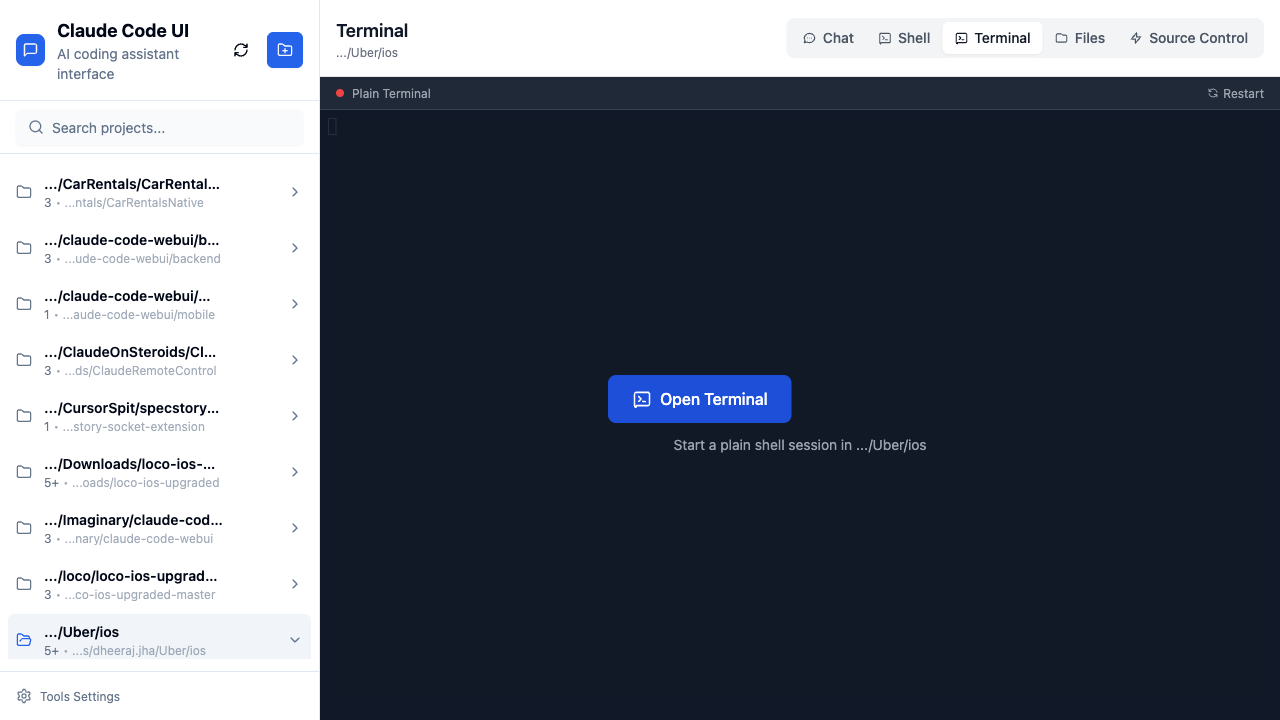 Claude Code UI
AI coding assistant
interface
Search projects...
.../CarRentals/CarRental...
3 • ...ntals/CarRentalsNative
.../claude-code-webui/b...
3 • ...ude-code-webui/backend
.../claude-code-webui/...
1 • ...aude-code-webui/mobile
.../ClaudeOnSteroids/Cl...
3 • ...ds/ClaudeRemoteControl
.../CursorSpit/specstory...
1 • ...story-socket-extension
.../Downloads/loco-ios-...
5+ • ...oads/loco-ios-upgraded
.../Imaginary/claude-cod...
3 • ...nary/claude-code-webui
.../loco/loco-ios-upgrad...
3 • ...co-ios-upgraded-master
.../Uber/ios
5+ • ...s/dheeraj.jha/Uber/ios
Tools Settings
Terminal
.../Uber/ios
Chat Shell Terminal Files Source Control
Plain Terminal Restart
Open Terminal
Start a plain shell session in .../Uber/ios